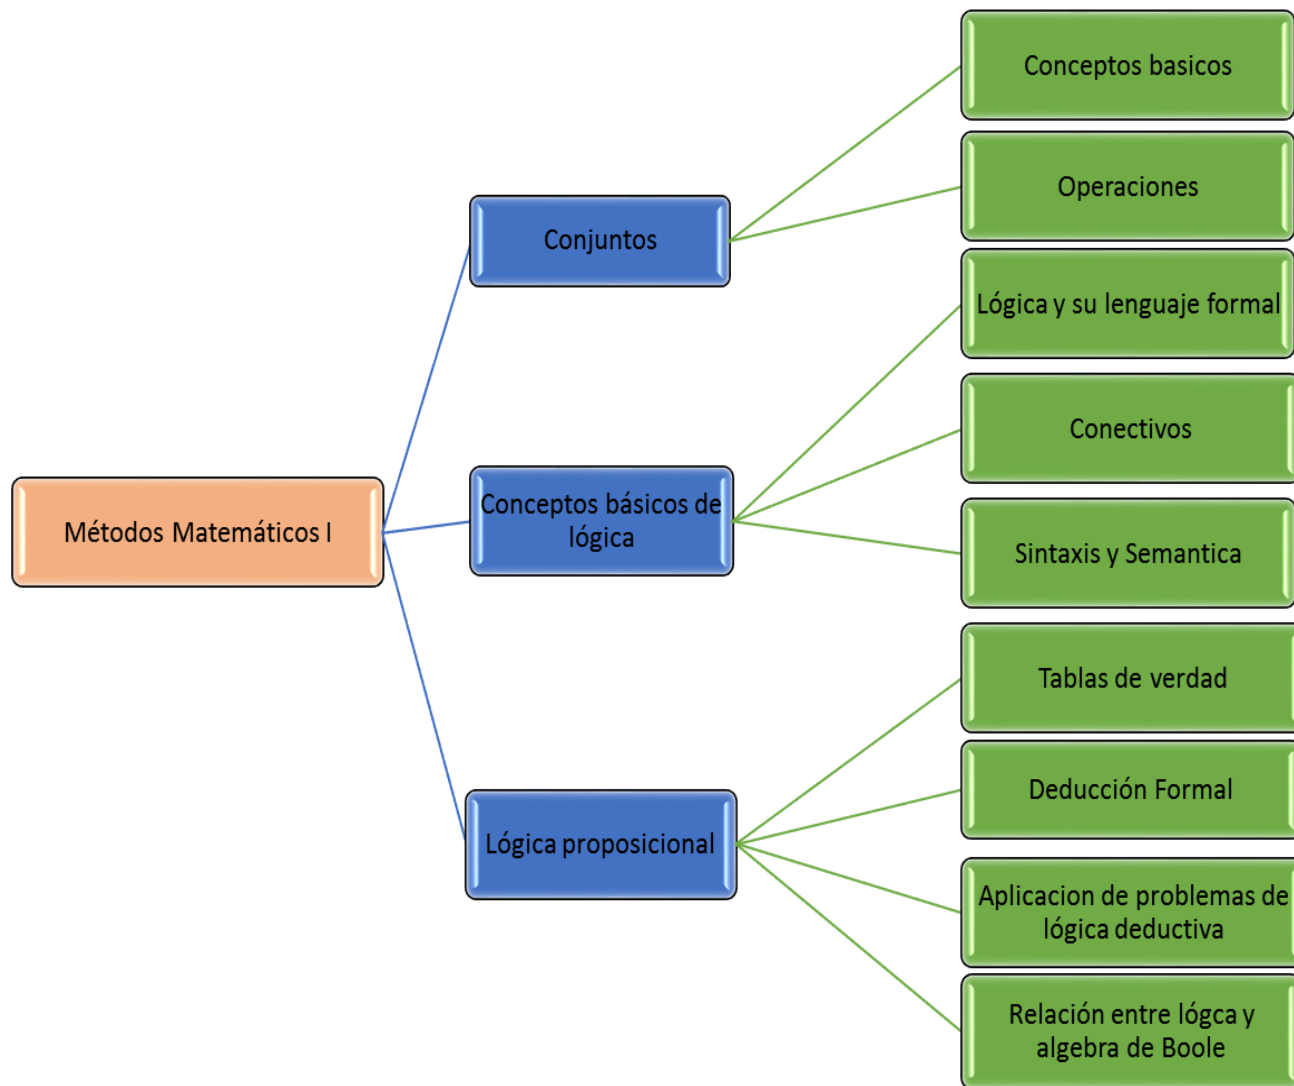 Métodos Matemáticos I
Conjuntos
Conceptos basicos
Operaciones
Conceptos básicos de
lógica
Lógica y su lenguaje formal
Conectivos
Sintaxis y Semantica
Lógica proposicional
Tablas de verdad
Deducción Formal
Aplicacion de problemas de
lógica deductiva
Relación entre lógca y
algebra de Boole